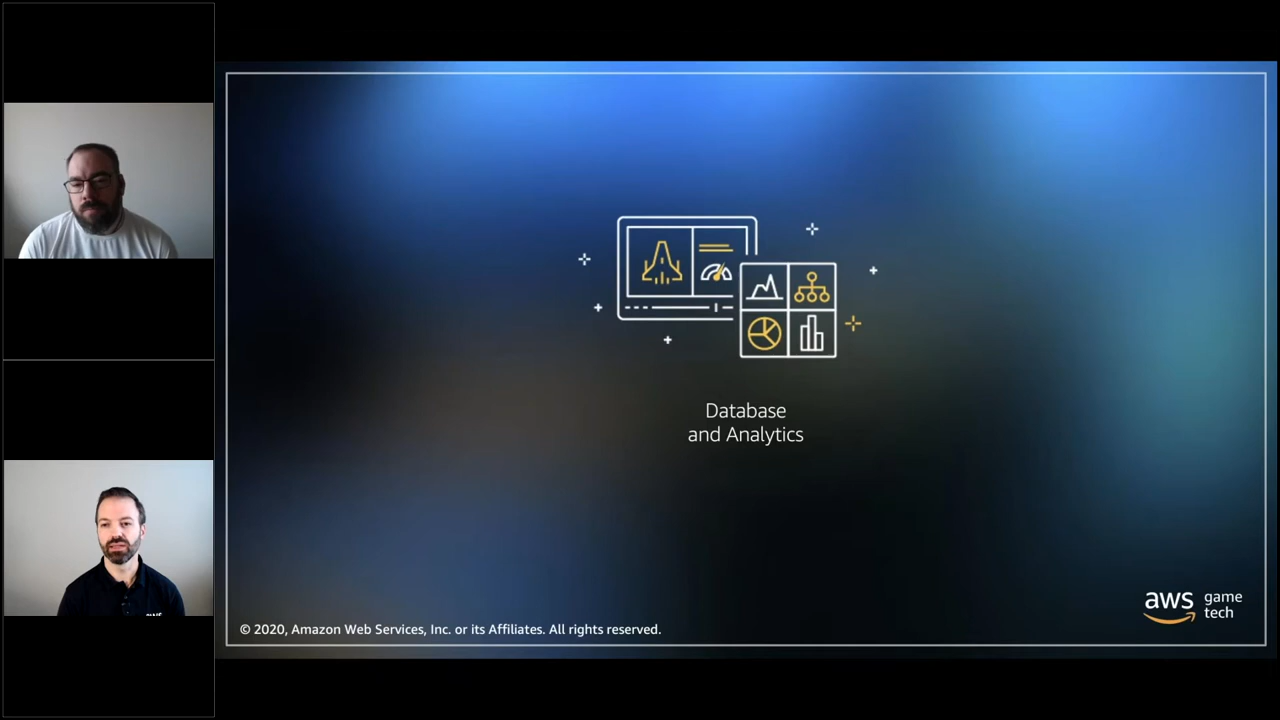 Database
and Analytics
aws game
tech
© 2020, Amazon Web Services, Inc. or its Affiliates. All rights reserved.